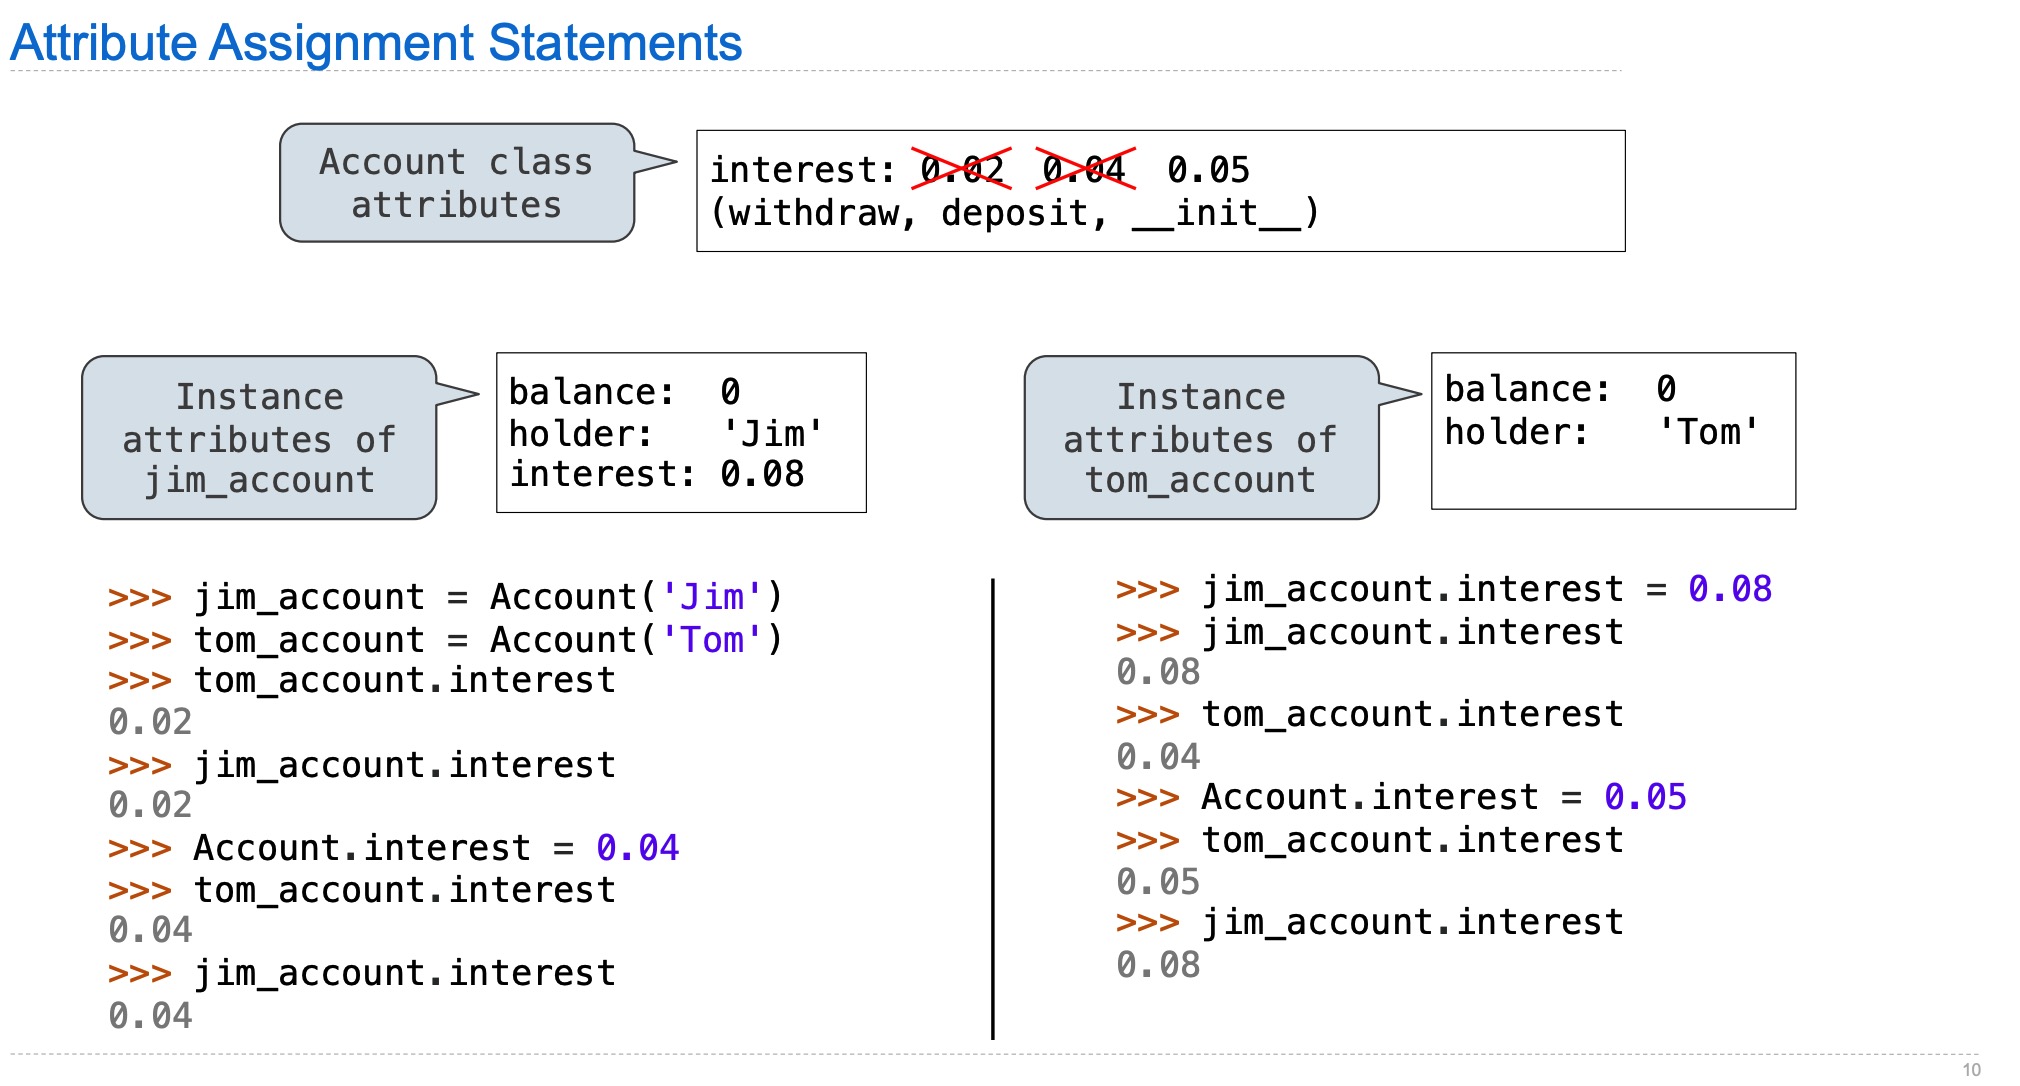 Attribute Assignment Statements
Account class
attributes
interest: 0.02 0.04 0.05
(withdraw, deposit, __init__)
Instance
attributes of
jim_account
balance: 0
holder: 'Jim'
interest: 0.08
Instance
attributes of
tom_account
balance: 0
holder: 'Tom'
>>> jim_account = Account('Jim')
>>> tom_account = Account('Tom')
>>> tom_account.interest
0.02
>>> jim_account.interest
0.02
>>> Account.interest = 0.04
>>> tom_account.interest
0.04
>>> jim_account.interest
0.04
>>> jim_account.interest = 0.08
>>> jim_account.interest
0.08
>>> tom_account.interest
0.04
>>> Account.interest = 0.05
>>> tom_account.interest
0.05
>>> jim_account.interest
0.08
10